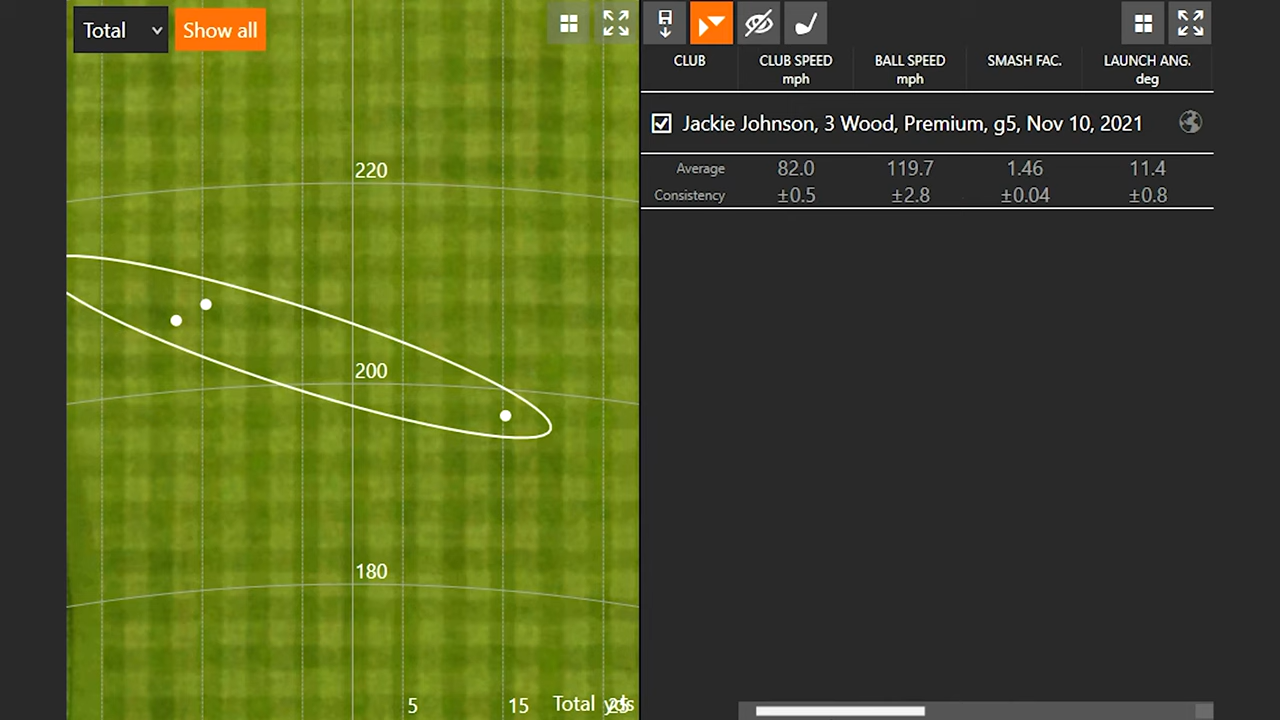 Total
Show all
220
200
180
5
15
Total yds
25
CLUB
CLUB SPEED
mph
BALL SPEED
mph
SMASH FAC.
LAUNCH ANG.
deg
Jackie Johnson, 3 Wood, Premium, g5, Nov 10, 2021
Average 82.0 119.7 1.46 11.4
Consistency ±0.5 ±2.8 ±0.04 ±0.8